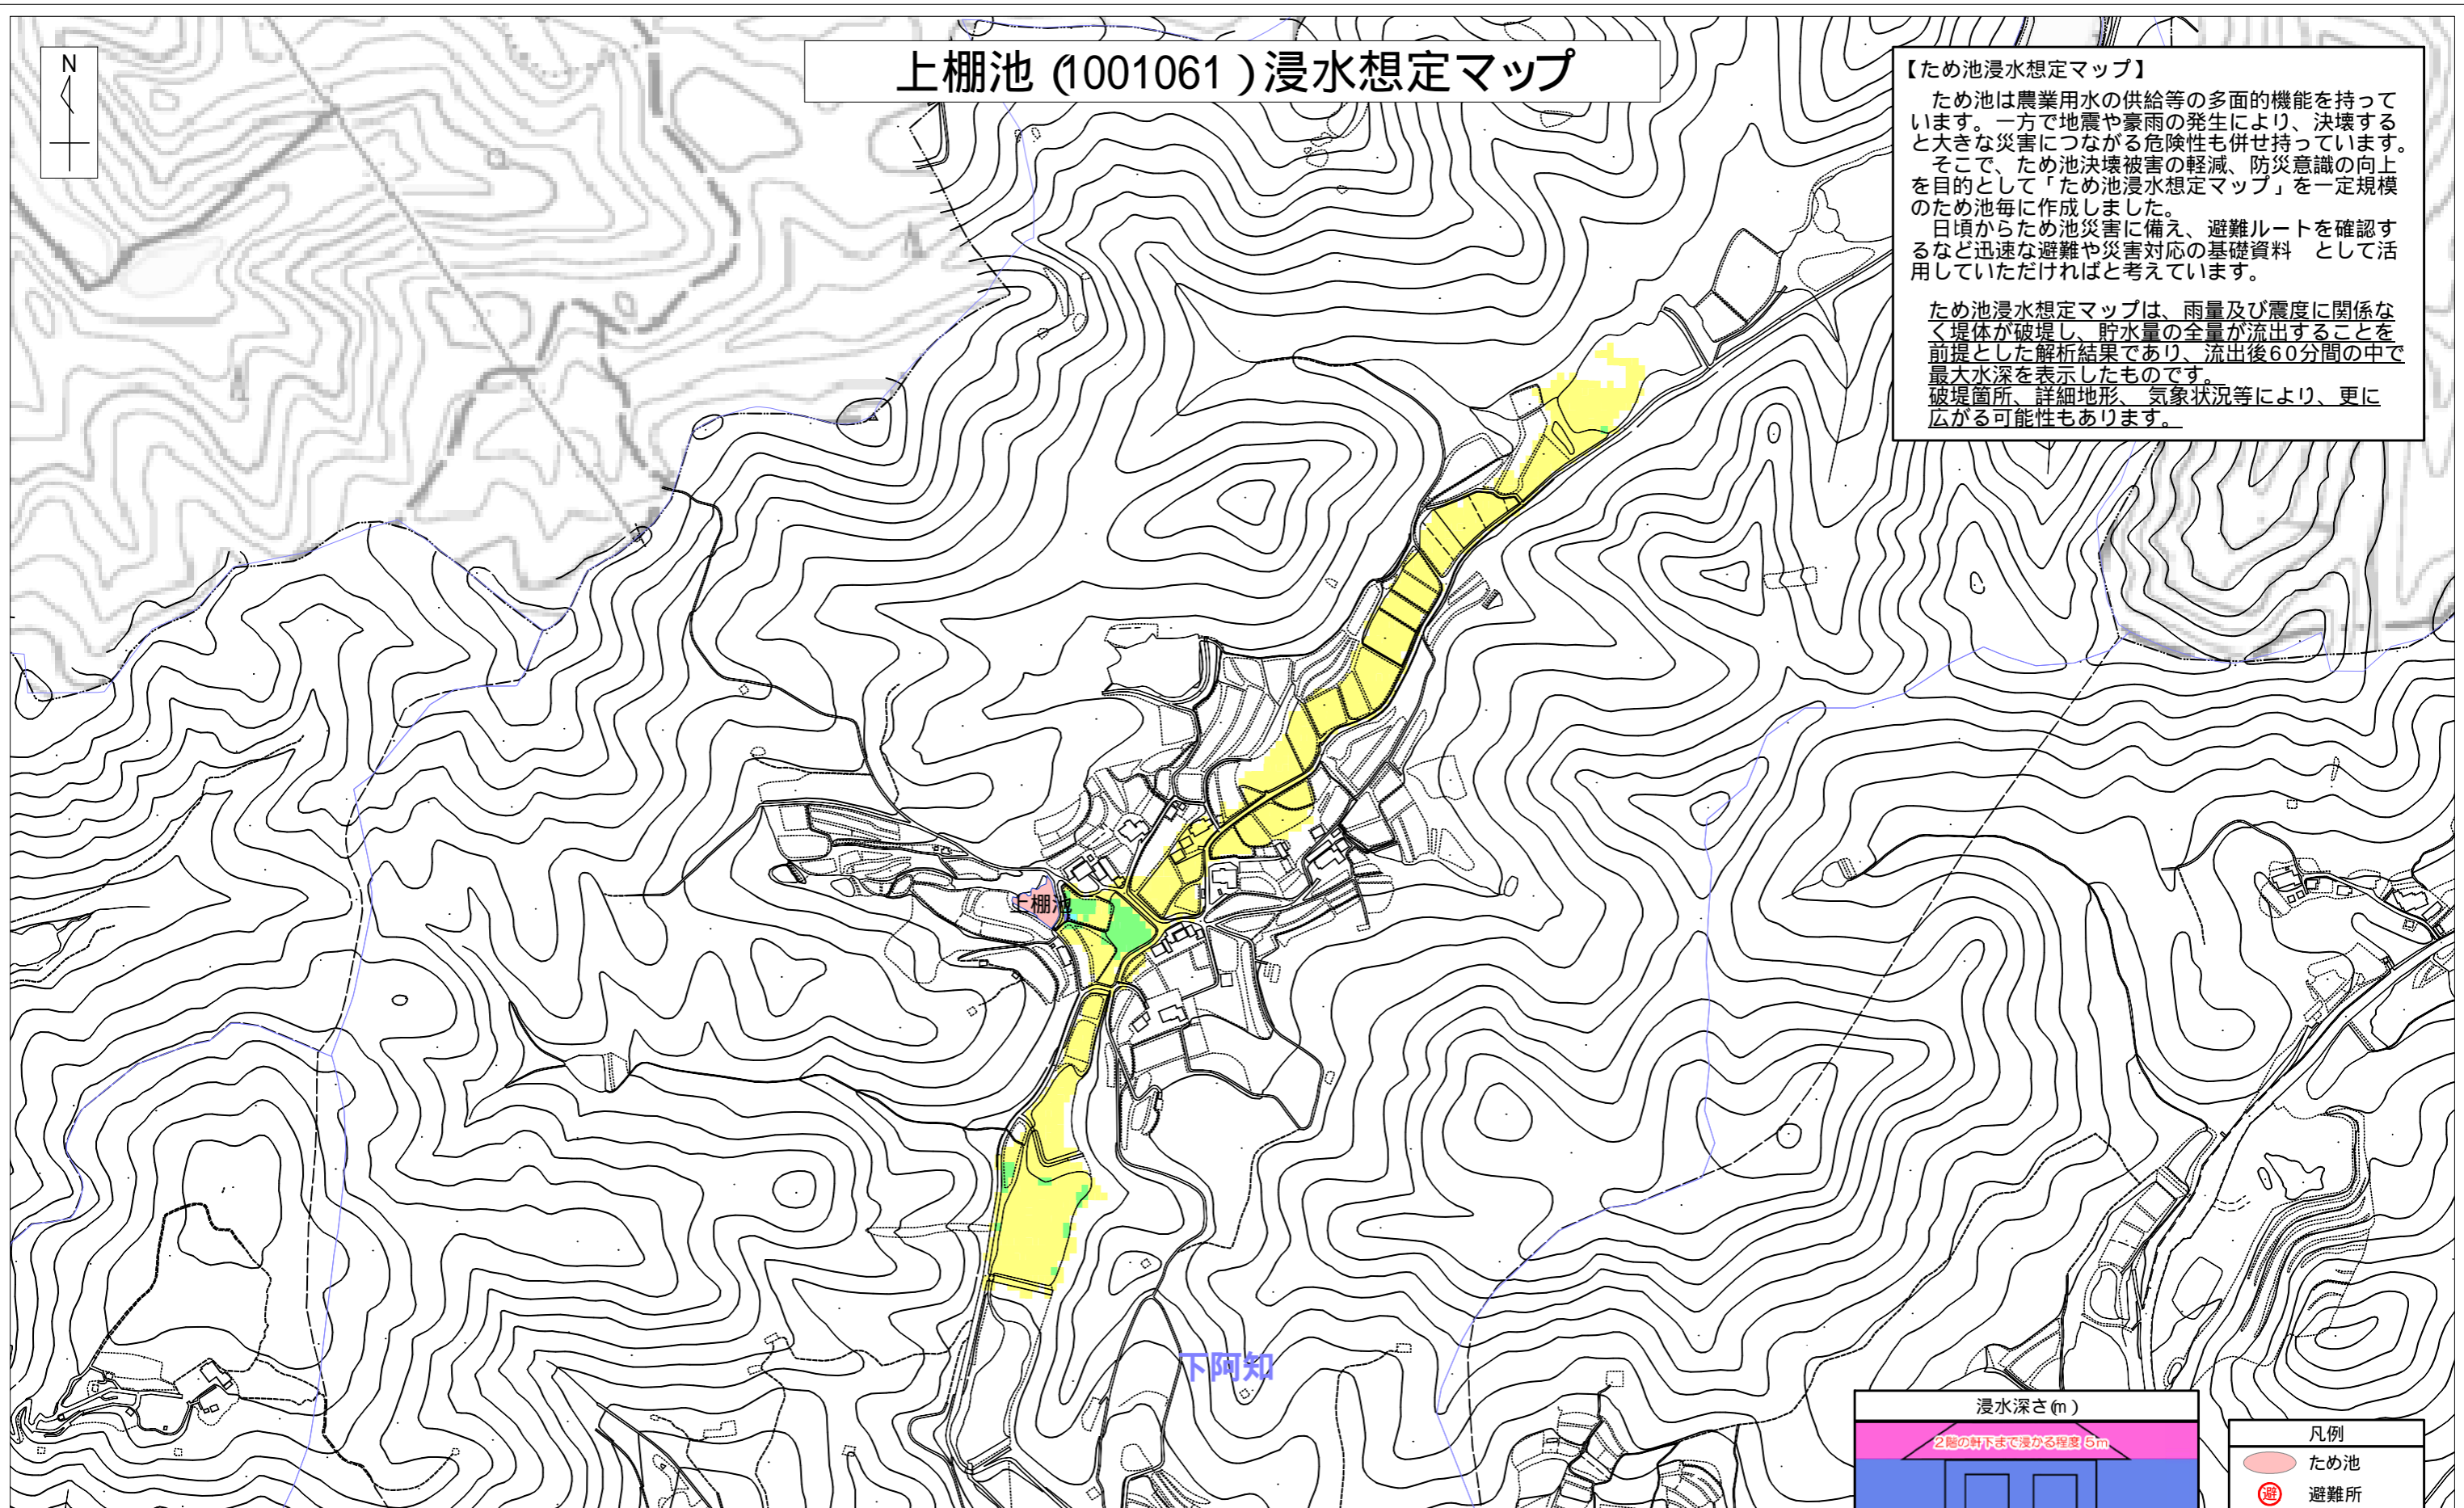 N
上棚池 (1001061 ) 浸水想定マップ
【ため池浸水想定マップ】
ため池は農業用水の供給等の多面的機能を持って
います。一方で地震や豪雨の発生により、決壊する
と大きな災害につながる危険性も併せ持っています。
そこで、ため池決壊被害の軽減、防災意識の向上
を目的として「ため池浸水想定マップ」を一定規模
のため池毎に作成しました。
日頃からため池災害に備え、避難ルートを確認す
るなど迅速な避難や災害対応の基礎資料　として活
用していただければと考えています。
ため池浸水想定マップは、雨量及び震度に関係な
く堤体が破堤し、貯水量の全量が流出することを
前提とした解析結果であり、流出後60分間の中で
最大水深を表示したものです。
破堤箇所、詳細地形、 気象状況等により、更に
広がる可能性もあります。
上棚池
下阿知
浸水深さ(m )
2階の軒下まで浸かる程度 5m
凡例
ため池
避 避難所